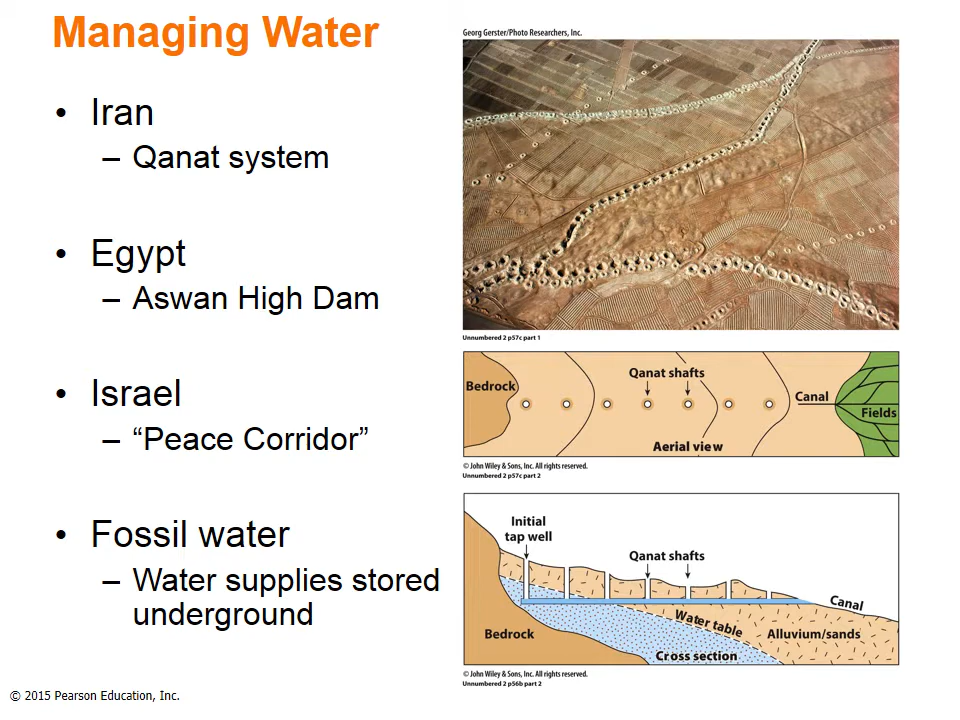 Managing Water
• Iran
– Qanat system
• Egypt
– Aswan High Dam
• Israel
– “Peace Corridor”
• Fossil water
– Water supplies stored
underground
Georg Gerster/Photo Researchers, Inc.
Unnumbered 2 p57c part 1
Qanat shafts
Bedrock
Canal
Fields
Aerial view
© John Wiley & Sons, Inc. All rights reserved.
Unnumbered 2 p57c part 2
Initial
tap well
Qanat shafts
Canal
Water table
Bedrock
Alluvium/sands
Cross section
© John Wiley & Sons, Inc. All rights reserved.
Unnumbered 2 p56b part 2
© 2015 Pearson Education, Inc.